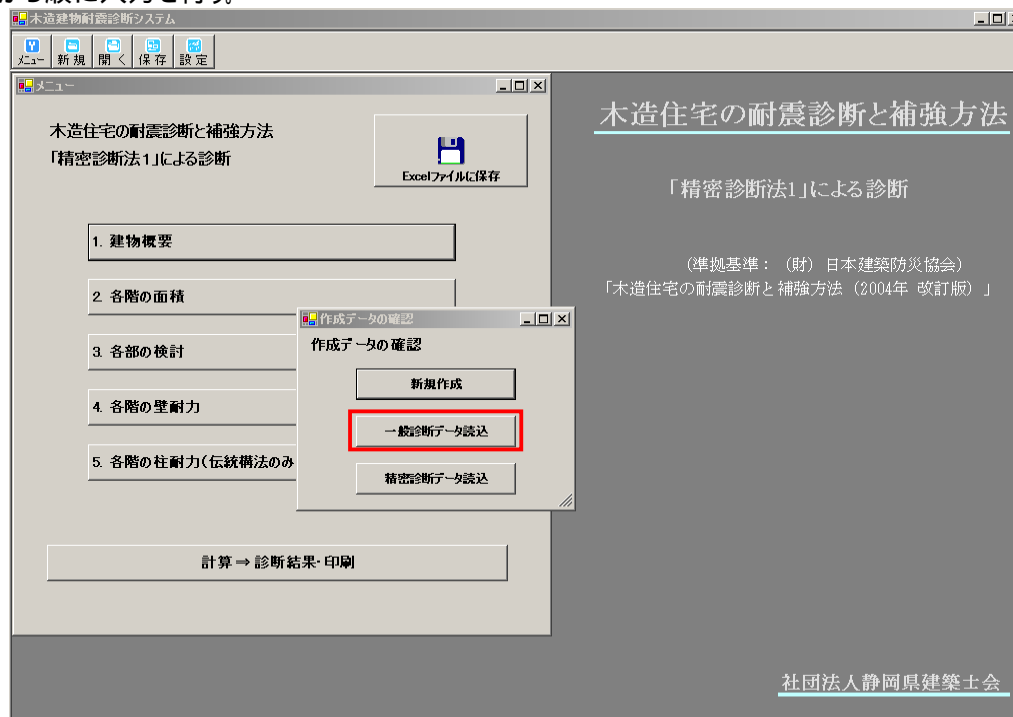 に入力を行う。
木造建物耐震診断システム
メニュー 新規 開く 保存 設定
メニュー
木造住宅の耐震診断と補強方法
「精密診断法1」による診断
Excelファイルに保存
1. 建物概要
2. 各階の面積
3. 各部の検討
4. 各階の壁耐力
5. 各階の柱耐力(伝統構法のみ
計算⇒診断結果・印刷
作成データの確認
作成データの確認
新規作成
一般診断データ読込
精密診断データ読込
木造住宅の耐震診断と補強方法
「精密診断法1」による診断
(準拠基準:(財)日本建築防災協会)
「木造住宅の耐震診断と補強方法(2004年 改訂版)」
社団法人静岡県建築士会